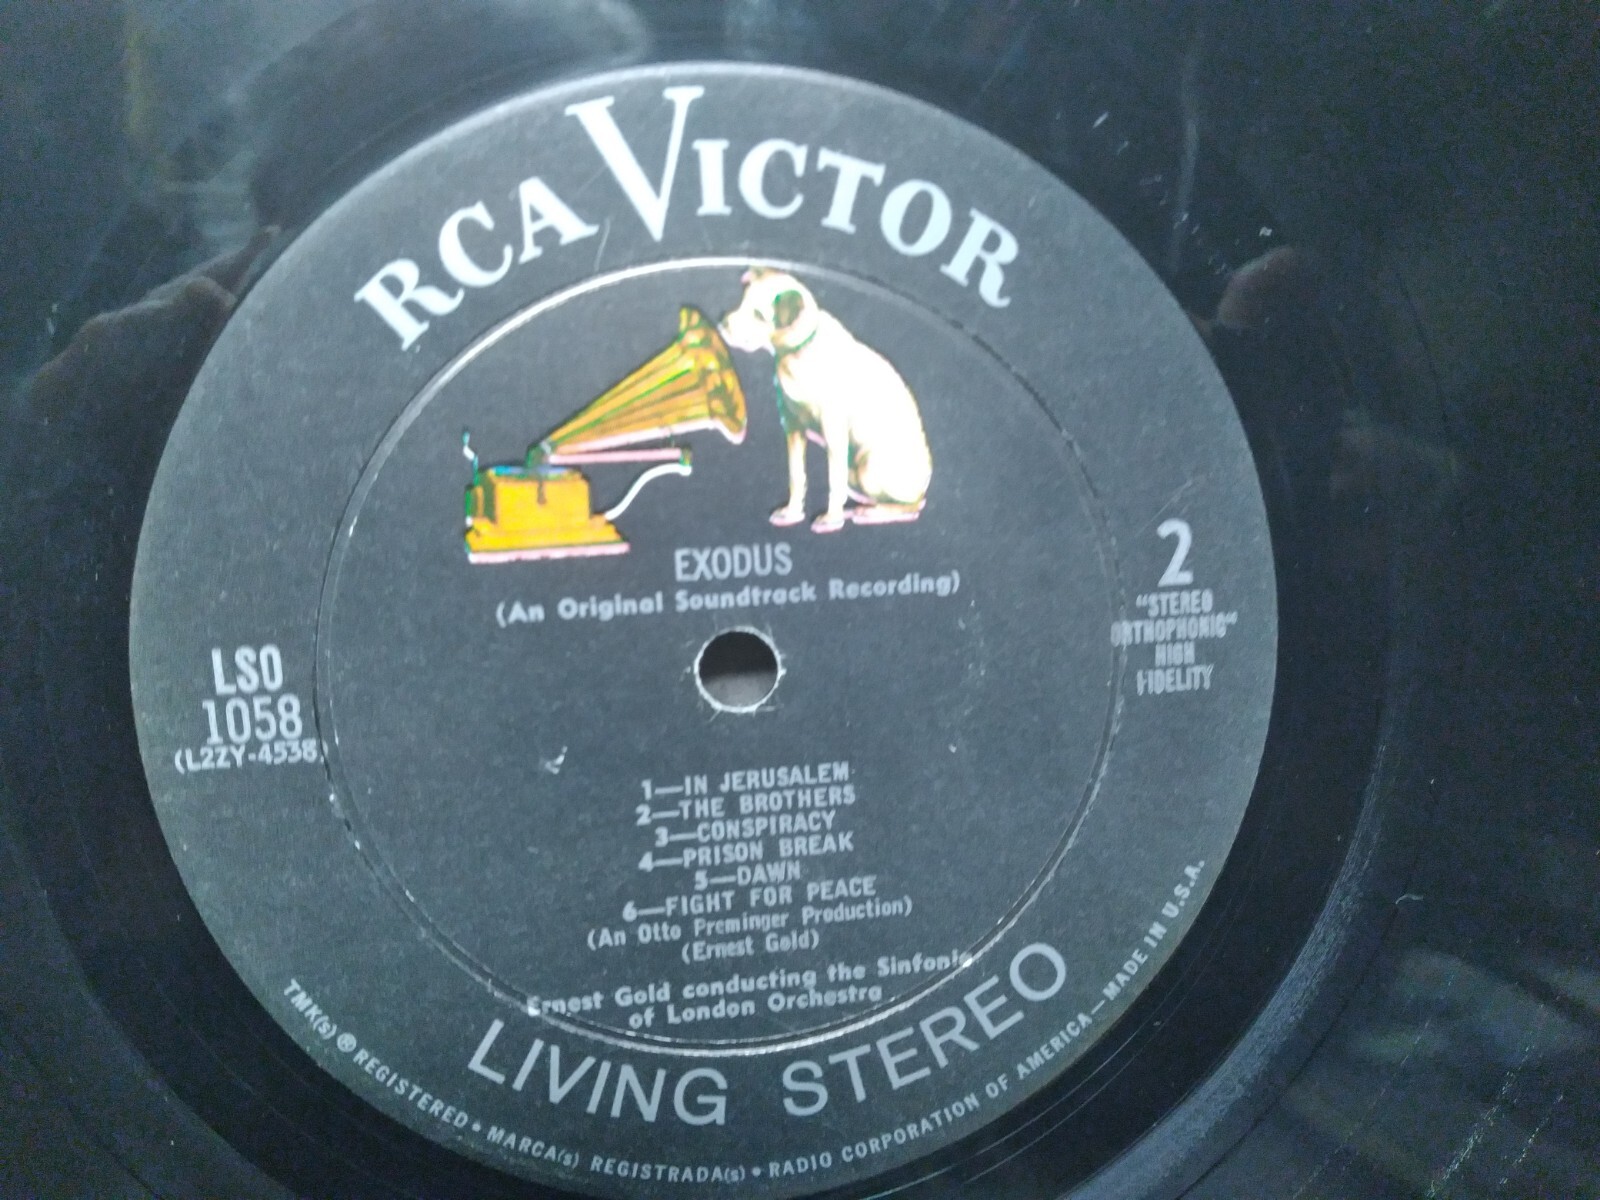 RCA VICTOR
EXODUS
(An Original Soundtrack Recording)
2
"STEREO
ORTHOPHONIC"
HIGH
FIDELITY
LSO
1058
(L2ZY-4538)
1—IN JERUSALEM
2—THE BROTHERS
3—CONSPIRACY
4—PRISON BREAK
5—DAWN
6—FIGHT FOR PEACE
(An Otto Preminger Production)
(Ernest Gold)
Ernest Gold conducting the Sinfonia
of London Orchestra
LIVING STEREO
TMK(s) ® REGISTERED • MARCA(s) REGISTRADA(s) • RADIO CORPORATION OF AMERICA—MADE IN U.S.A.